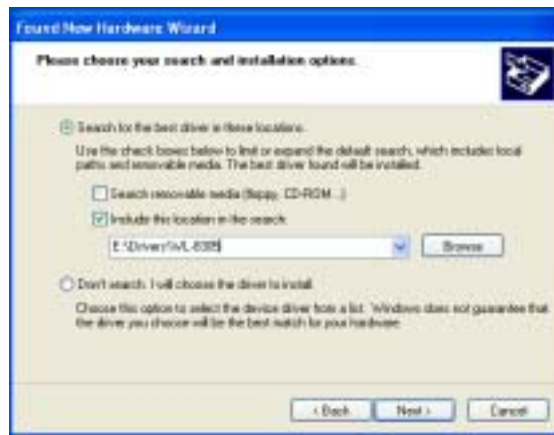 Found New Hardware Wizard
Please choose your search and installation options.
Search for the best driver in these locations.
Use the check boxes below to limit or expand the default search, which includes local
paths and removable media. The best driver found will be installed.
Search removable media (floppy, CD-ROM...)
Include this location in the search:
Browse
Don't search. I will choose the driver to install.
Choose this option to select the device driver from a list. Windows does not guarantee that
the driver you choose will be the best match for your hardware.
< Back
Next >
Cancel